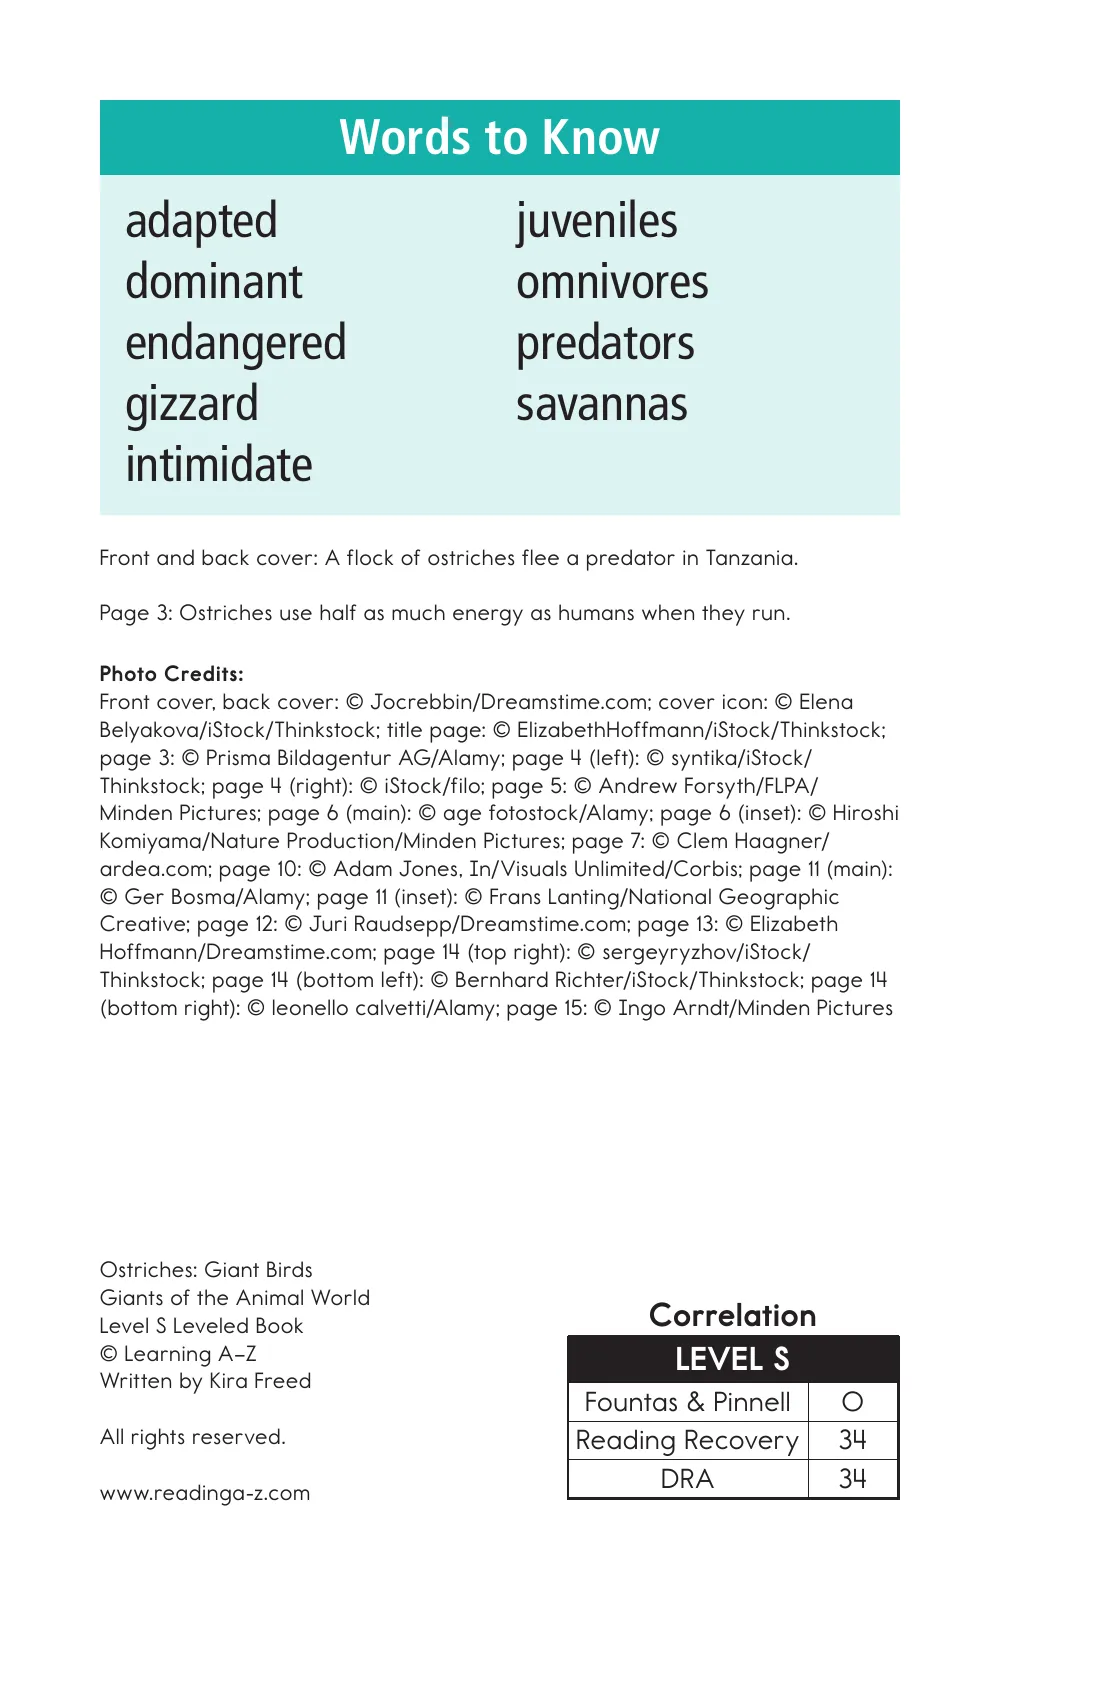 Words to Know
adapted
dominant
endangered
gizzard
intimidate
juveniles
omnivores
predators
savannas
Front and back cover: A flock of ostriches flee a predator in Tanzania.
Page 3: Ostriches use half as much energy as humans when they run.
Photo Credits:
Front cover, back cover: © Jocrebbin/Dreamstime.com; cover icon: © Elena
Belyakova/iStock/Thinkstock; title page: © ElizabethHoffmann/iStock/Thinkstock;
page 3: © Prisma Bildagentur AG/Alamy; page 4 (left): © syntika/iStock/
Thinkstock; page 4 (right): © iStock/filo; page 5: © Andrew Forsyth/FLPA/
Minden Pictures; page 6 (main): © age fotostock/Alamy; page 6 (inset): © Hiroshi
Komiyama/Nature Production/Minden Pictures; page 7: © Clem Haagner/
ardea.com; page 10: © Adam Jones, In/Visuals Unlimited/Corbis; page 11 (main):
© Ger Bosma/Alamy; page 11 (inset): © Frans Lanting/National Geographic
Creative; page 12: © Juri Raudsepp/Dreamstime.com; page 13: © Elizabeth
Hoffmann/Dreamstime.com; page 14 (top right): © sergeyryzhov/iStock/
Thinkstock; page 14 (bottom left): © Bernhard Richter/iStock/Thinkstock; page 14
(bottom right): © leonello calvetti/Alamy; page 15: © Ingo Arndt/Minden Pictures
Ostriches: Giant Birds
Giants of the Animal World
Level S Leveled Book
© Learning A–Z
Written by Kira Freed
All rights reserved.
www.readinga-z.com
Correlation
LEVEL S
Fountas & Pinnell O
Reading Recovery 34
DRA 34